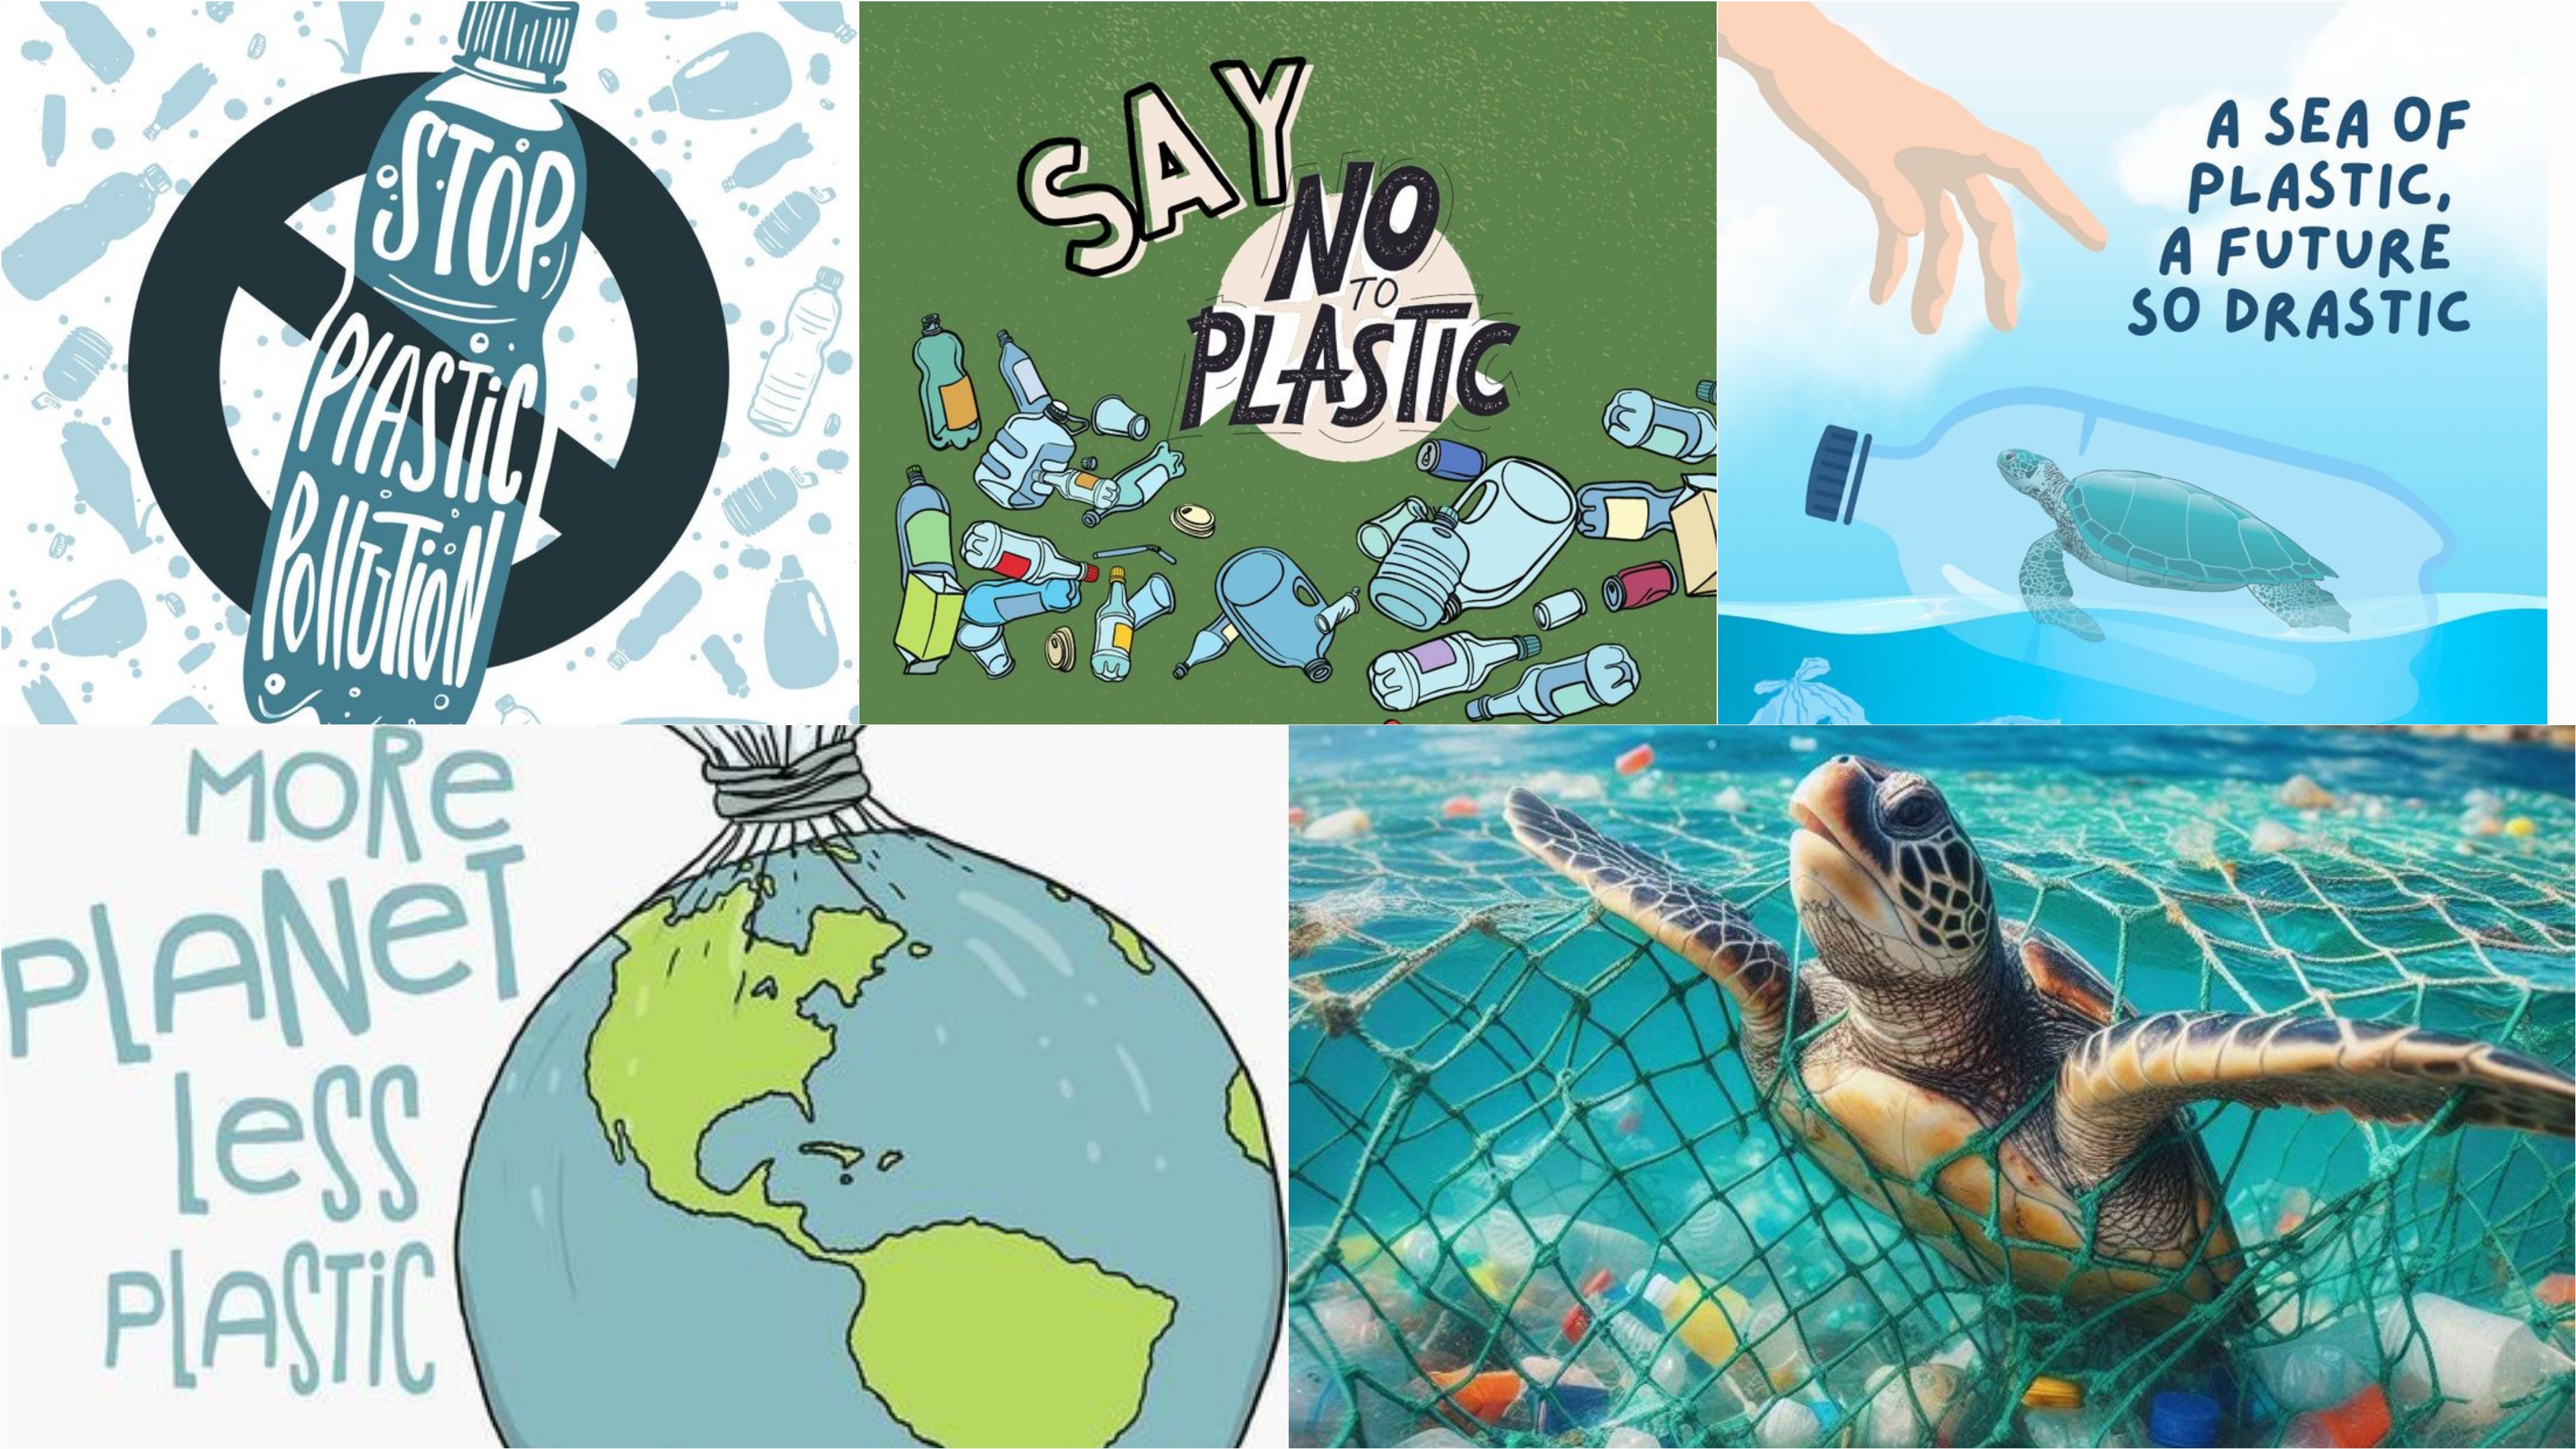 STOP
PLASTIC
POLLUTION
SAY
NO
TO
PLASTIC
A SEA OF
PLASTIC,
A FUTURE
SO DRASTIC
MORE
PLANET
LESS
PLASTIC